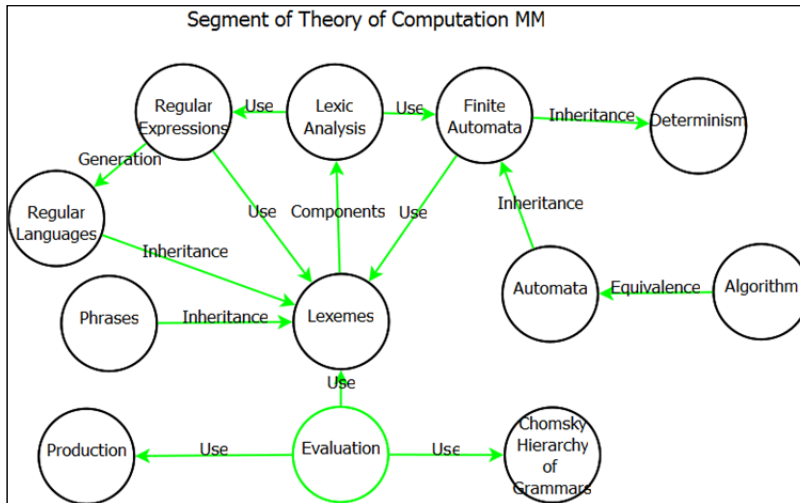 Segment of Theory of Computation MM
Regular
Expressions
Use
Lexic
Analysis
Use
Finite
Automata
Inheritance
Determinism
Generation
Regular
Languages
Use
Components
Use
Inheritance
Inheritance
Automata
Equivalence
Algorithm
Phrases
Inheritance
Lexemes
Use
Production
Use
Evaluation
Use
Chomsky
Hierarchy
of
Grammars